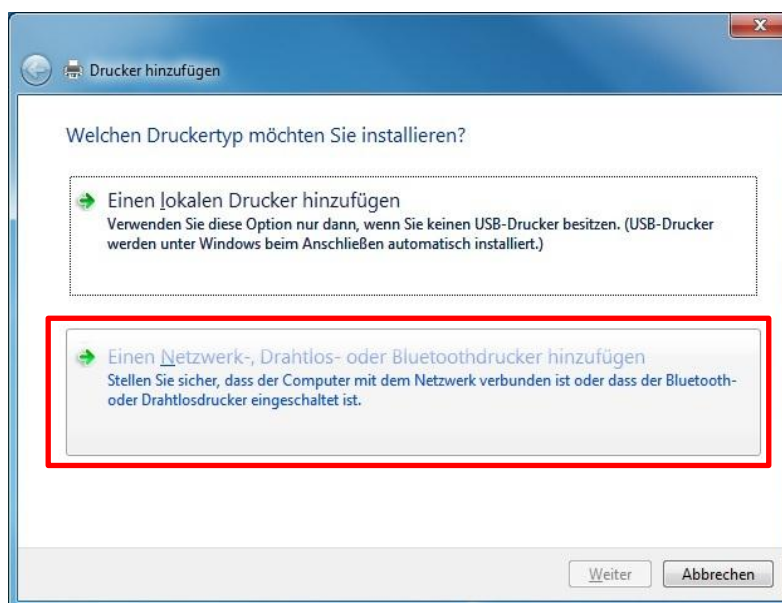 Drucker hinzufügen
Welchen Druckertyp möchten Sie installieren?
Einen lokalen Drucker hinzufügen
Verwenden Sie diese Option nur dann, wenn Sie keinen USB-Drucker besitzen. (USB-Drucker
werden unter Windows beim Anschließen automatisch installiert.)
Einen Netzwerk-, Drahtlos- oder Bluetoothdrucker hinzufügen
Stellen Sie sicher, dass der Computer mit dem Netzwerk verbunden ist oder dass der Bluetooth-
oder Drahtlosdrucker eingeschaltet ist.
Weiter
Abbrechen